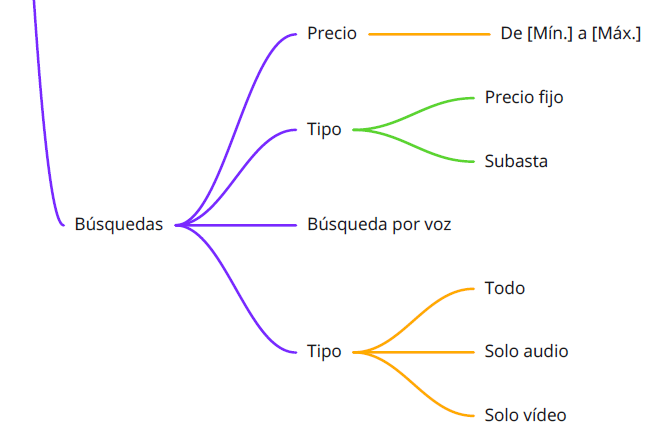 Precio
De [Mín.] a [Máx.]
Tipo
Precio fijo
Subasta
Búsquedas
Búsqueda por voz
Tipo
Todo
Solo audio
Solo vídeo